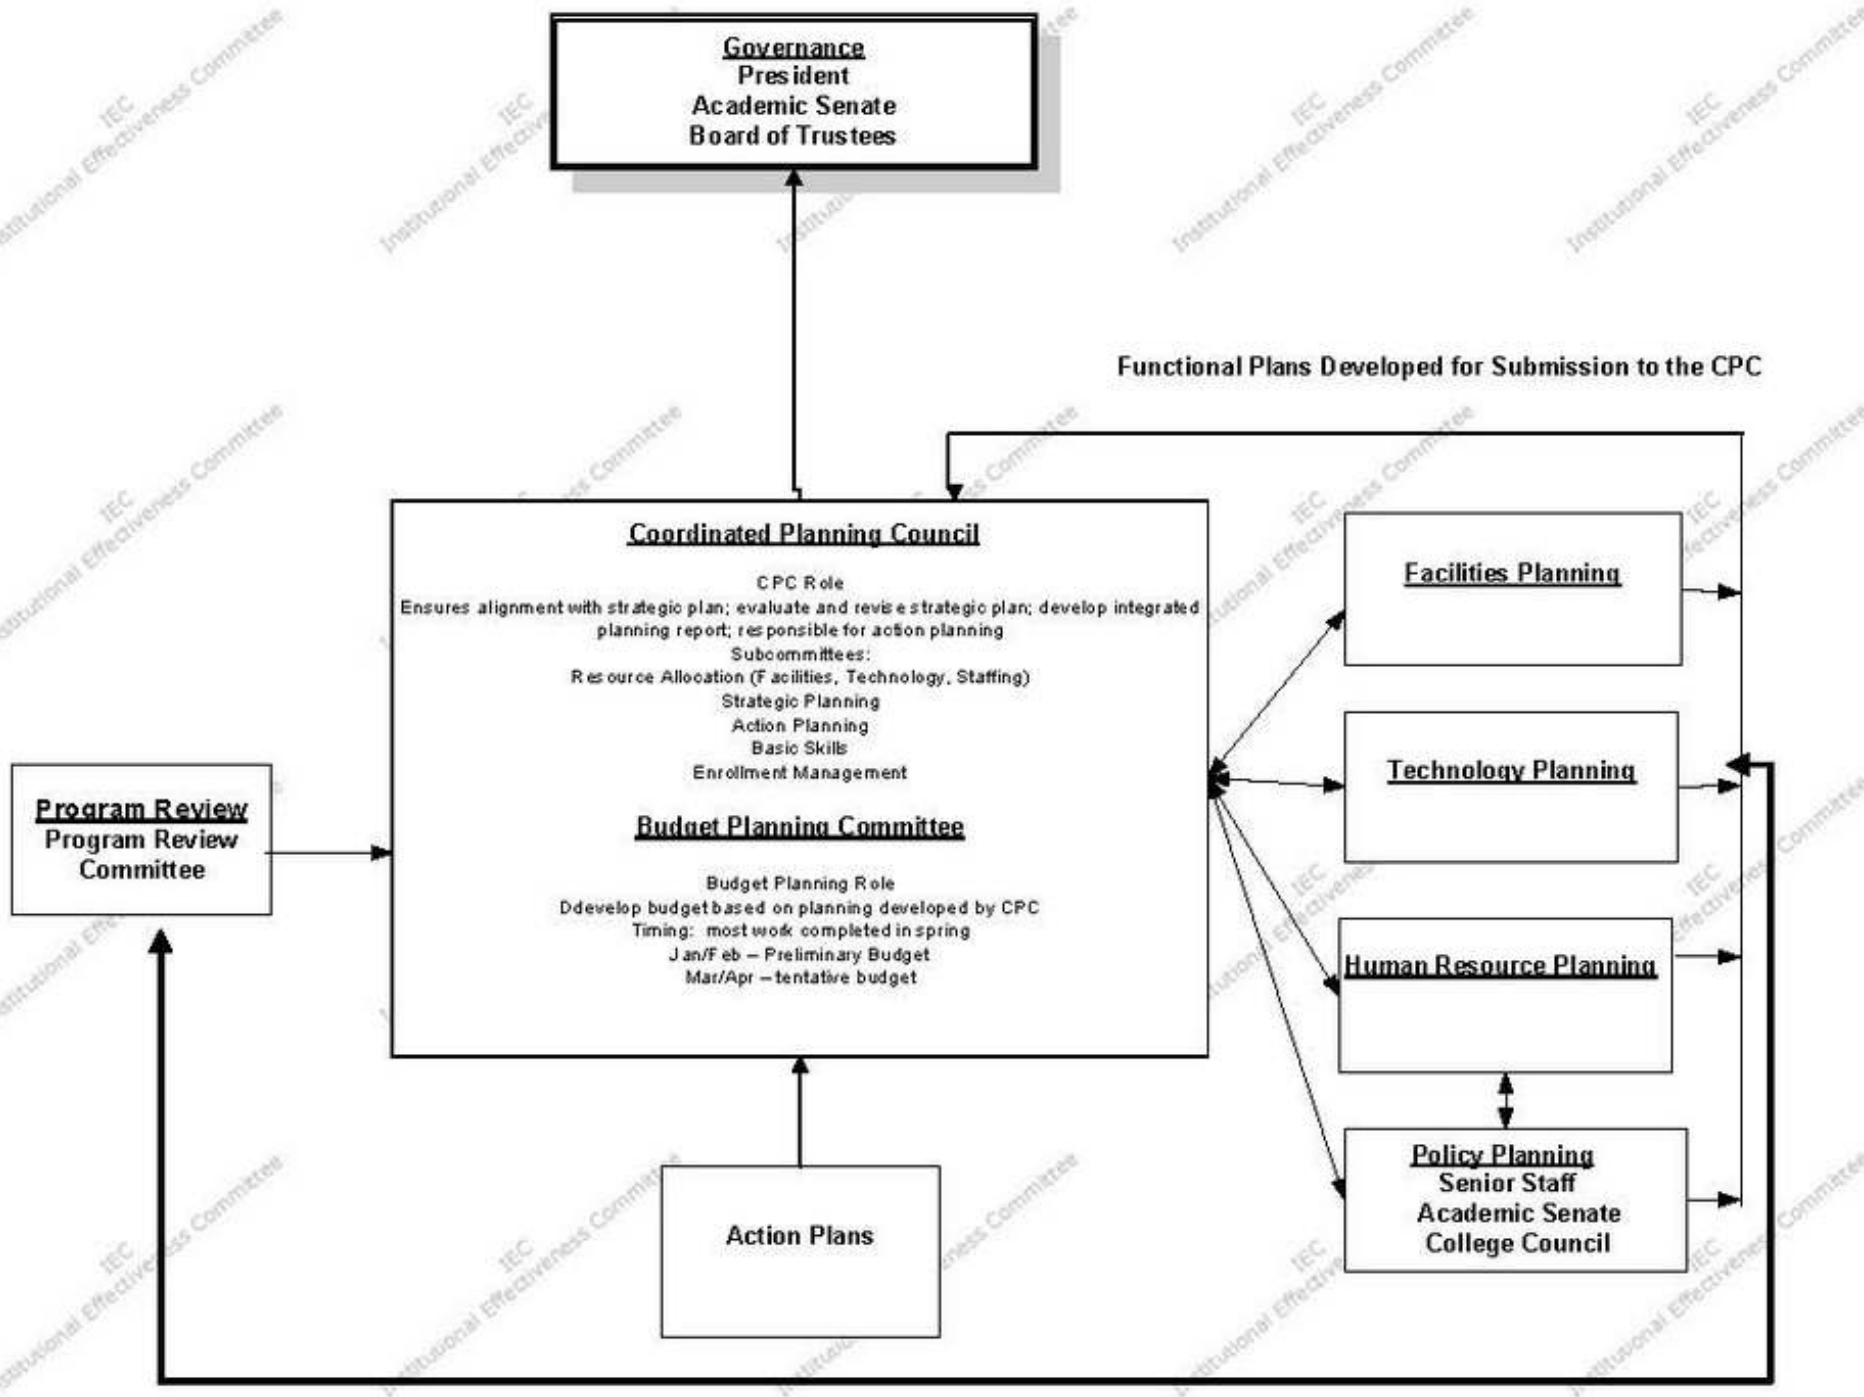 Governance
President
Academic Senate
Board of Trustees
Functional Plans Developed for Submission to the CPC
Coordinated Planning Council
CPC Role
Ensures alignment with strategic plan; evaluate and revise strategic plan; develop integrated
planning report; responsible for action planning
Subcommittees:
Resource Allocation (Facilities, Technology, Staffing)
Strategic Planning
Action Planning
Basic Skills
Enrollment Management
Budget Planning Committee
Budget Planning Role
Ddevelop budget based on planning developed by CPC
Timing: most work completed in spring
Jan/Feb – Preliminary Budget
Mar/Apr – tentative budget
Program Review
Program Review
Committee
Action Plans
Facilities Planning
Technology Planning
Human Resource Planning
Policy Planning
Senior Staff
Academic Senate
College Council
IEC
Institutional Effectiveness Committee